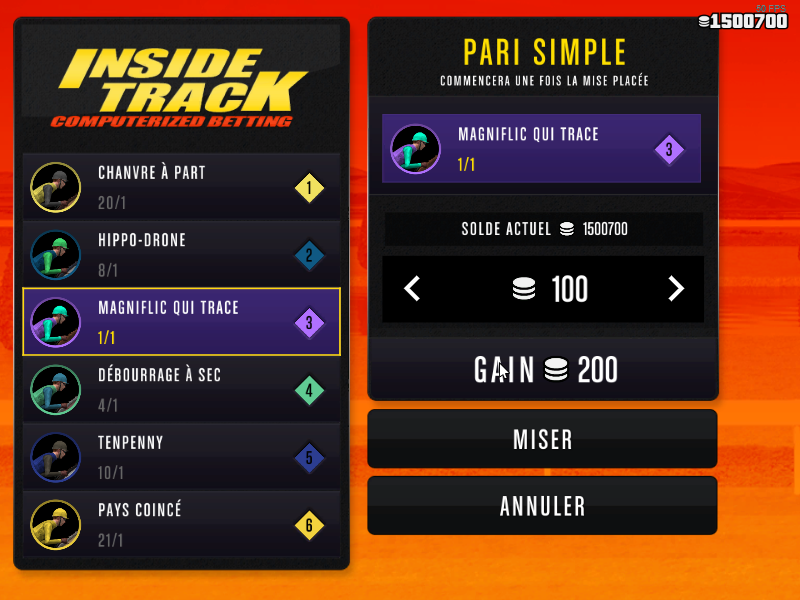 50 FPS
1500700
INSIDE
TRACK
COMPUTERIZED BETTING
CHANVRE À PART
20/1
1
HIPPO-DRONE
8/1
2
MAGNIFLIC QUI TRACE
1/1
3
DÉBOURRAGE À SEC
4/1
4
TENPENNY
10/1
5
PAYS COINCÉ
21/1
6
PARI SIMPLE
COMMENCERA UNE FOIS LA MISE PLACÉE
MAGNIFLIC QUI TRACE
1/1
3
SOLDE ACTUEL 1500700
100
GAIN 200
MISER
ANNULER